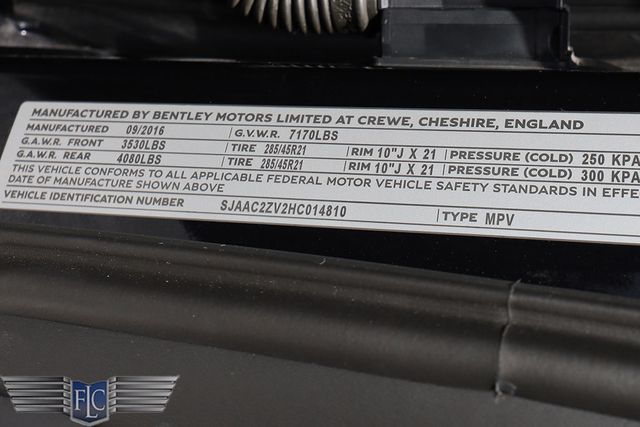 MANUFACTURED BY BENTLEY MOTORS LIMITED AT CREWE, CHESHIRE, ENGLAND
MANUFACTURED 09/2016 G.V.W.R. 7170LBS
G.A.W.R. FRONT 3530LBS TIRE 285/45R21 RIM 10"J X 21 PRESSURE (COLD) 250 KPA
G.A.W.R. REAR 4080LBS TIRE 285/45R21 RIM 10"J X 21 PRESSURE (COLD) 300 KPA
THIS VEHICLE CONFORMS TO ALL APPLICABLE FEDERAL MOTOR VEHICLE SAFETY STANDARDS IN EFFE
DATE OF MANUFACTURE SHOWN ABOVE
VEHICLE IDENTIFICATION NUMBER SJAAC2ZV2HC014810 TYPE MPV
FLC